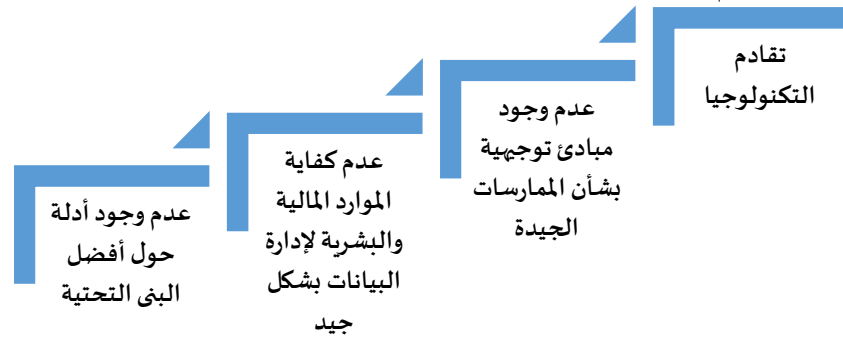 تقادم
التكنولوجيا
عدم وجود
مبادئ توجيهية
بشأن الممارسات
الجيدة
عدم كفاية
الموارد المالية
والبشرية لإدارة
البيانات بشكل
جيد
عدم وجود أدلة
حول أفضل
البنى التحتية